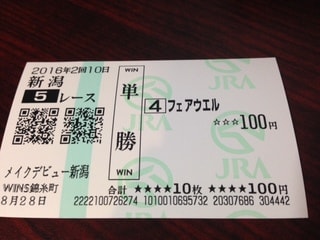 2016年2回10日
新潟
5レース
WIN
単勝
WIN
4 フェアウエル
☆☆☆100円
JRA
JRA
メイクデビュー新潟
WINS錦糸町
8月28日
合計 ★★★★10枚 ★★★★100円
2222100726274 1010010695732 20307686 304442